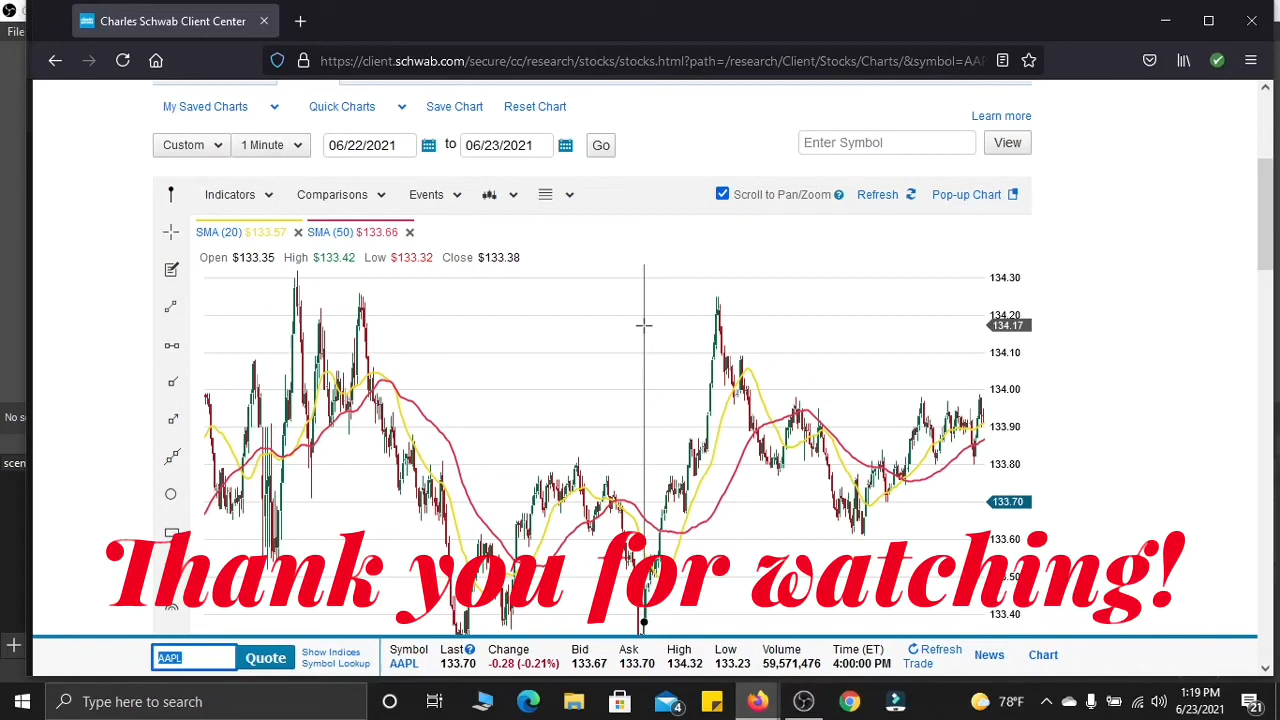 Charles Schwab Client Center
File
https://client.schwab.com/secure/cc/research/stocks/stocks.html?path=/research/Client/Stocks/Charts/&symbol=AAPL
My Saved Charts Quick Charts Save Chart Reset Chart
Learn more
Custom 1 Minute 06/22/2021 to 06/23/2021 Go Enter Symbol View
Indicators Comparisons Events Scroll to Pan/Zoom Refresh Pop-up Chart
SMA (20) $133.57 SMA (50) $133.66
Open $133.35 High $133.42 Low $133.32 Close $133.38
134.30
134.20
134.17
134.10
134.00
133.90
133.80
133.70
133.60
133.50
133.40
No s
scen
Thank you for watching!
AAPL Quote
Show Indices
Symbol Lookup
Symbol Last Change Bid Ask High Low Volume Time(ET) Refresh News Chart
AAPL 133.70 -0.28 (-0.21%) 133.67 133.70 134.32 133.23 59,571,476 4:00:00 PM Trade
Type here to search
4
78°F
1:19 PM
6/23/2021
21